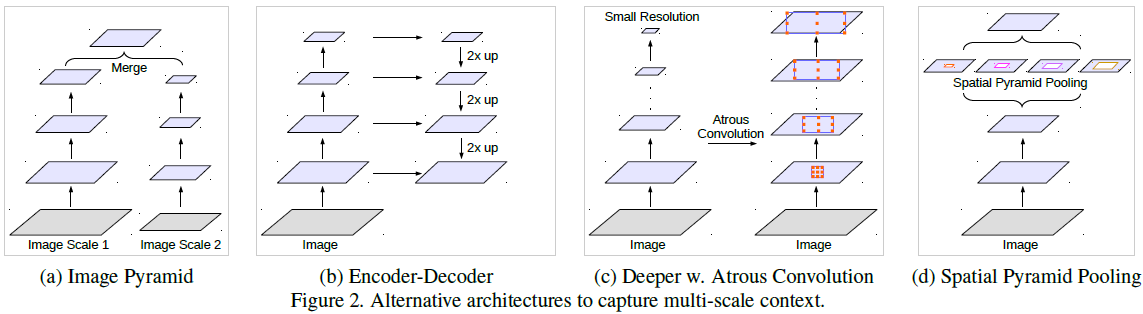 Merge
Image Scale 1
Image Scale 2
(a) Image Pyramid
2x up
2x up
2x up
Image
(b) Encoder-Decoder
Small Resolution
Atrous
Convolution
Image
Image
(c) Deeper w. Atrous Convolution
Spatial Pyramid Pooling
Image
(d) Spatial Pyramid Pooling
Figure 2. Alternative architectures to capture multi-scale context.